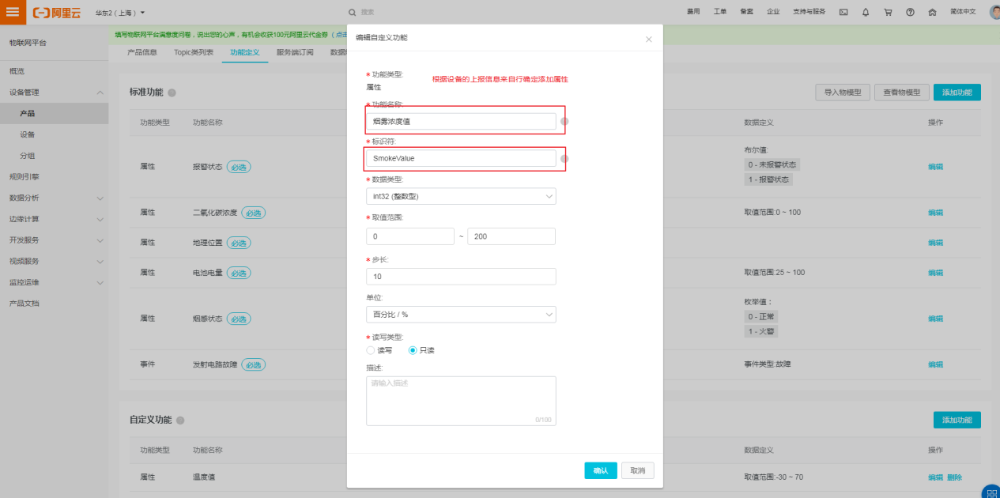 阿里云
华东2（上海）
搜索
费用 工单 备案 企业 支持与服务 简体中文
物联网平台
概览
设备管理
产品
设备
分组
规则引擎
数据分析
边缘计算
开发服务
视频服务
监控运维
产品文档
填写物联网平台满意度问卷，说出您的心声，有机会收获100元阿里云代金券（点击
产品信息 Topic类列表 功能定义 服务端订阅
标准功能
导入物模型 查看物模型 添加功能
功能类型 功能名称 数据定义 操作
属性 报警状态 必选 布尔值: 编辑
0 - 未报警状态
1 - 报警状态
属性 二氧化碳浓度 必选 取值范围:0 ~ 100 编辑
属性 地理位置 必选 编辑
属性 电池电量 必选 取值范围:25 ~ 100 编辑
属性 烟感状态 必选 枚举值： 编辑
0 - 正常
1 - 火警
事件 发射电路故障 必选 事件类型:故障 编辑
自定义功能
添加功能
功能类型 功能名称 数据定义 操作
属性 温度值 取值范围:-30 ~ 70 编辑 删除
编辑自定义功能
* 功能类型:
属性
根据设备的上报信息来自行确定添加属性
* 功能名称:
烟雾浓度值
* 标识符:
SmokeValue
* 数据类型:
int32 (整数型)
* 取值范围:
0 ~ 200
* 步长:
10
单位:
百分比 / %
* 读写类型:
读写 只读
描述:
请输入描述
0/100
确认 取消